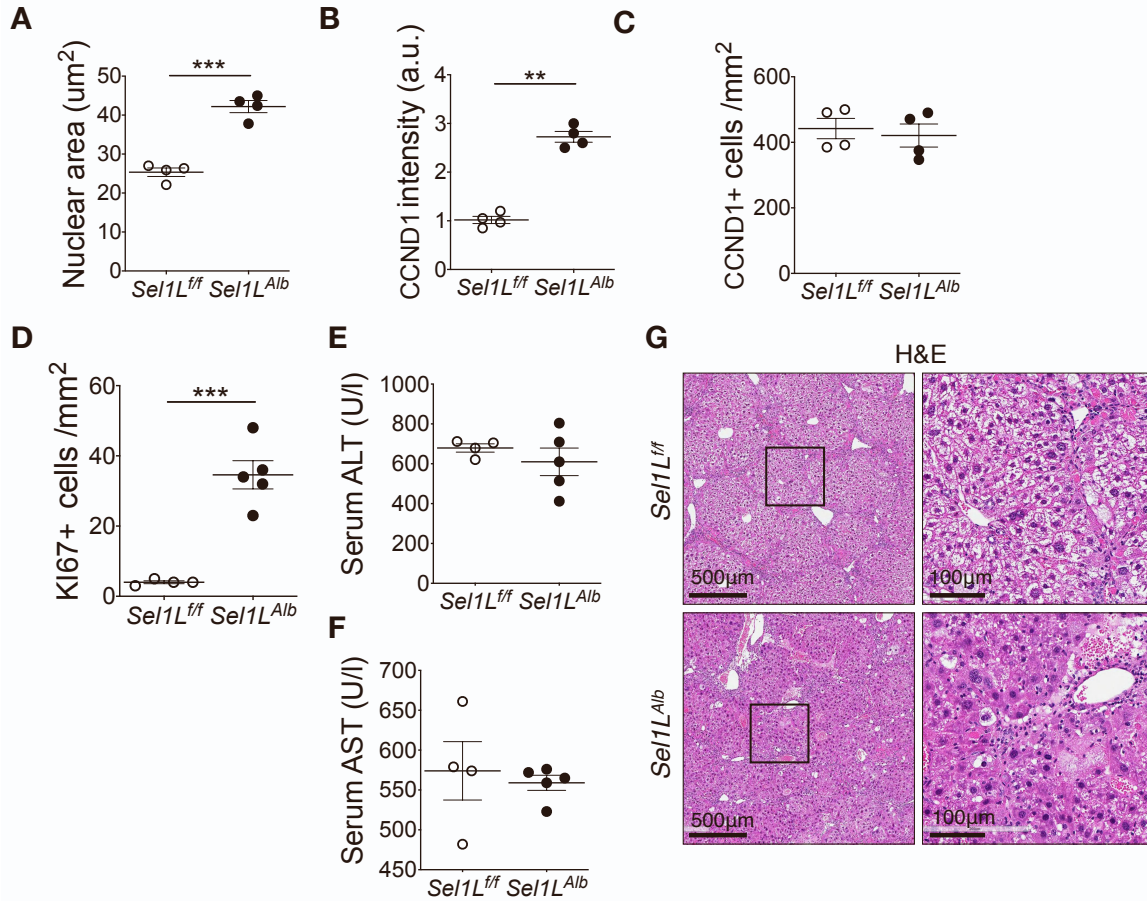 A
Nuclear area (um2)
50
40
30
20
10
0
***
Sel1Lf/f Sel1LAlb
B
CCND1 intensity (a.u.)
4
3
2
1
0
**
Sel1Lf/f Sel1LAlb
C
CCND1+ cells /mm2
600
400
200
0
Sel1Lf/f Sel1LAlb
D
KI67+ cells /mm2
60
40
20
0
***
Sel1Lf/f Sel1LAlb
E
Serum ALT (U/l)
1000
800
600
400
200
0
Sel1Lf/f Sel1LAlb
F
Serum AST (U/l)
700
650
600
550
500
450
Sel1Lf/f Sel1LAlb
G
H&E
Sel1Lf/f
500µm
100µm
Sel1LAlb
500µm
100µm